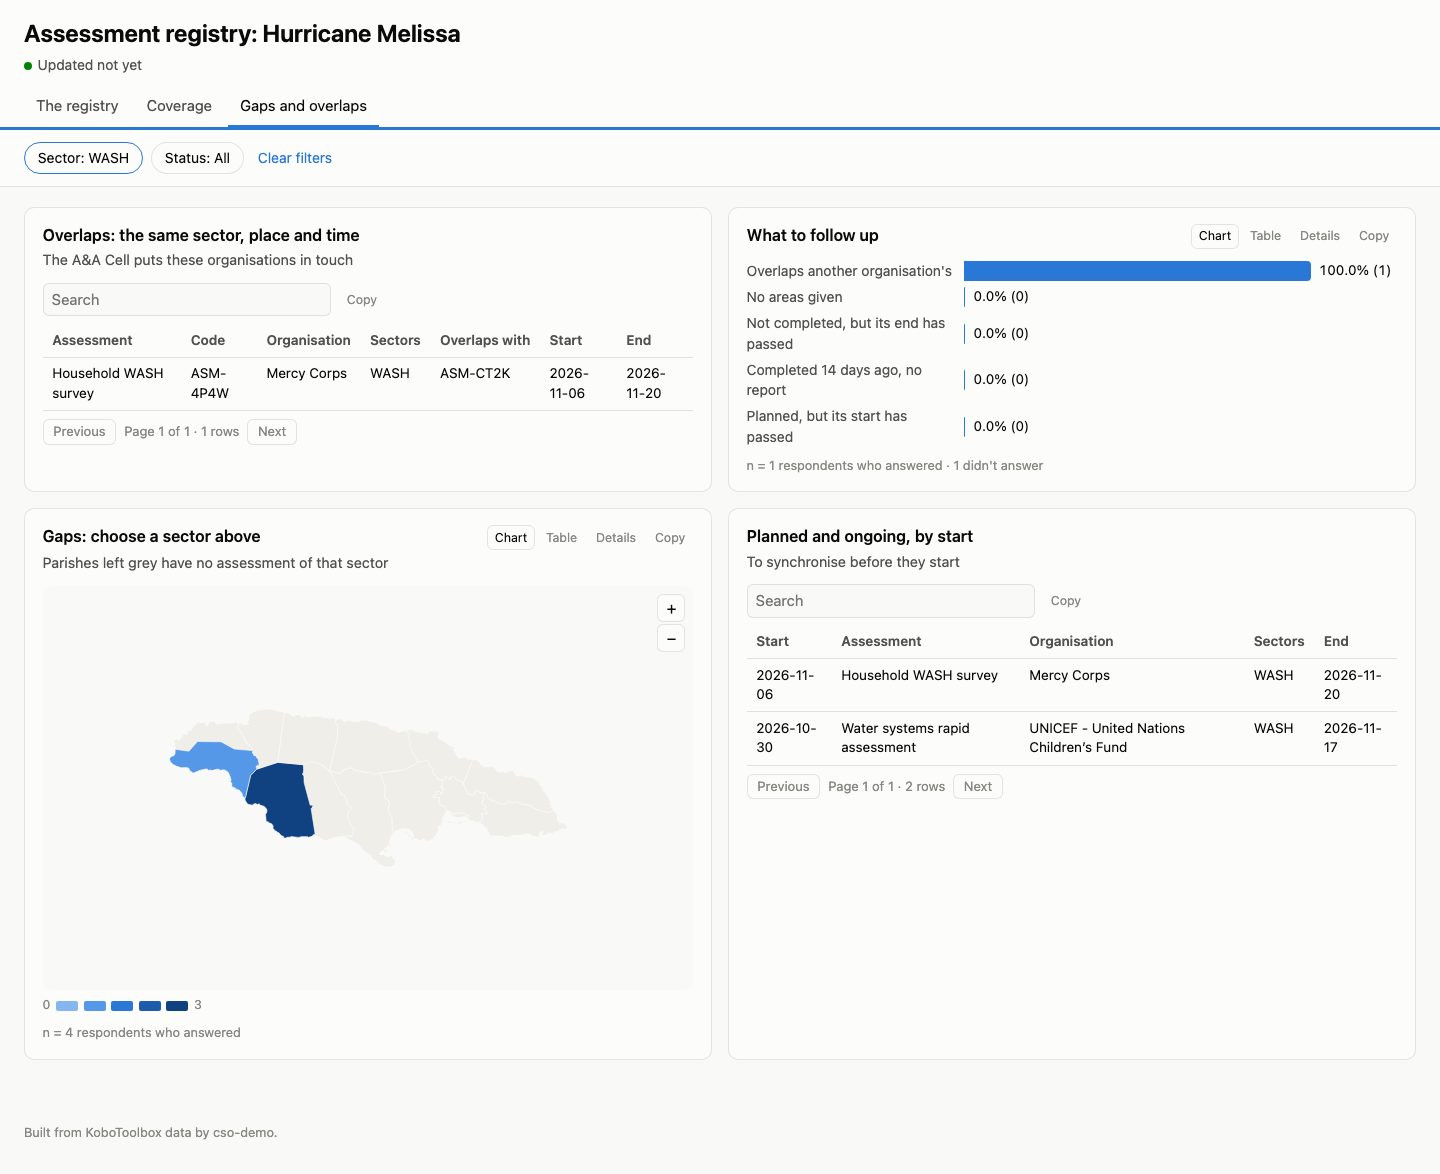 Assessment registry: Hurricane Melissa
Updated not yet
The registry
Coverage
Gaps and overlaps
Sector: WASH
Status: All
Clear filters
Overlaps: the same sector, place and time
The A&A Cell puts these organisations in touch
Search
Copy
Assessment Code Organisation Sectors Overlaps with Start End
Household WASH ASM- Mercy Corps WASH ASM-CT2K 2026- 2026-
survey 4P4W 11-06 11-20
Previous Page 1 of 1 · 1 rows Next
What to follow up
Chart Table Details Copy
Overlaps another organisation's 100.0% (1)
No areas given 0.0% (0)
Not completed, but its end has
passed 0.0% (0)
Completed 14 days ago, no
report 0.0% (0)
Planned, but its start has
passed 0.0% (0)
n = 1 respondents who answered · 1 didn't answer
Gaps: choose a sector above
Chart Table Details Copy
Parishes left grey have no assessment of that sector
+
−
0 3
n = 4 respondents who answered
Planned and ongoing, by start
To synchronise before they start
Search
Copy
Start Assessment Organisation Sectors End
2026-11- Household WASH survey Mercy Corps WASH 2026-11-
06 20
2026-10- Water systems rapid UNICEF - United Nations WASH 2026-11-
30 assessment Children's Fund 17
Previous Page 1 of 1 · 2 rows Next
Built from KoboToolbox data by cso-demo.